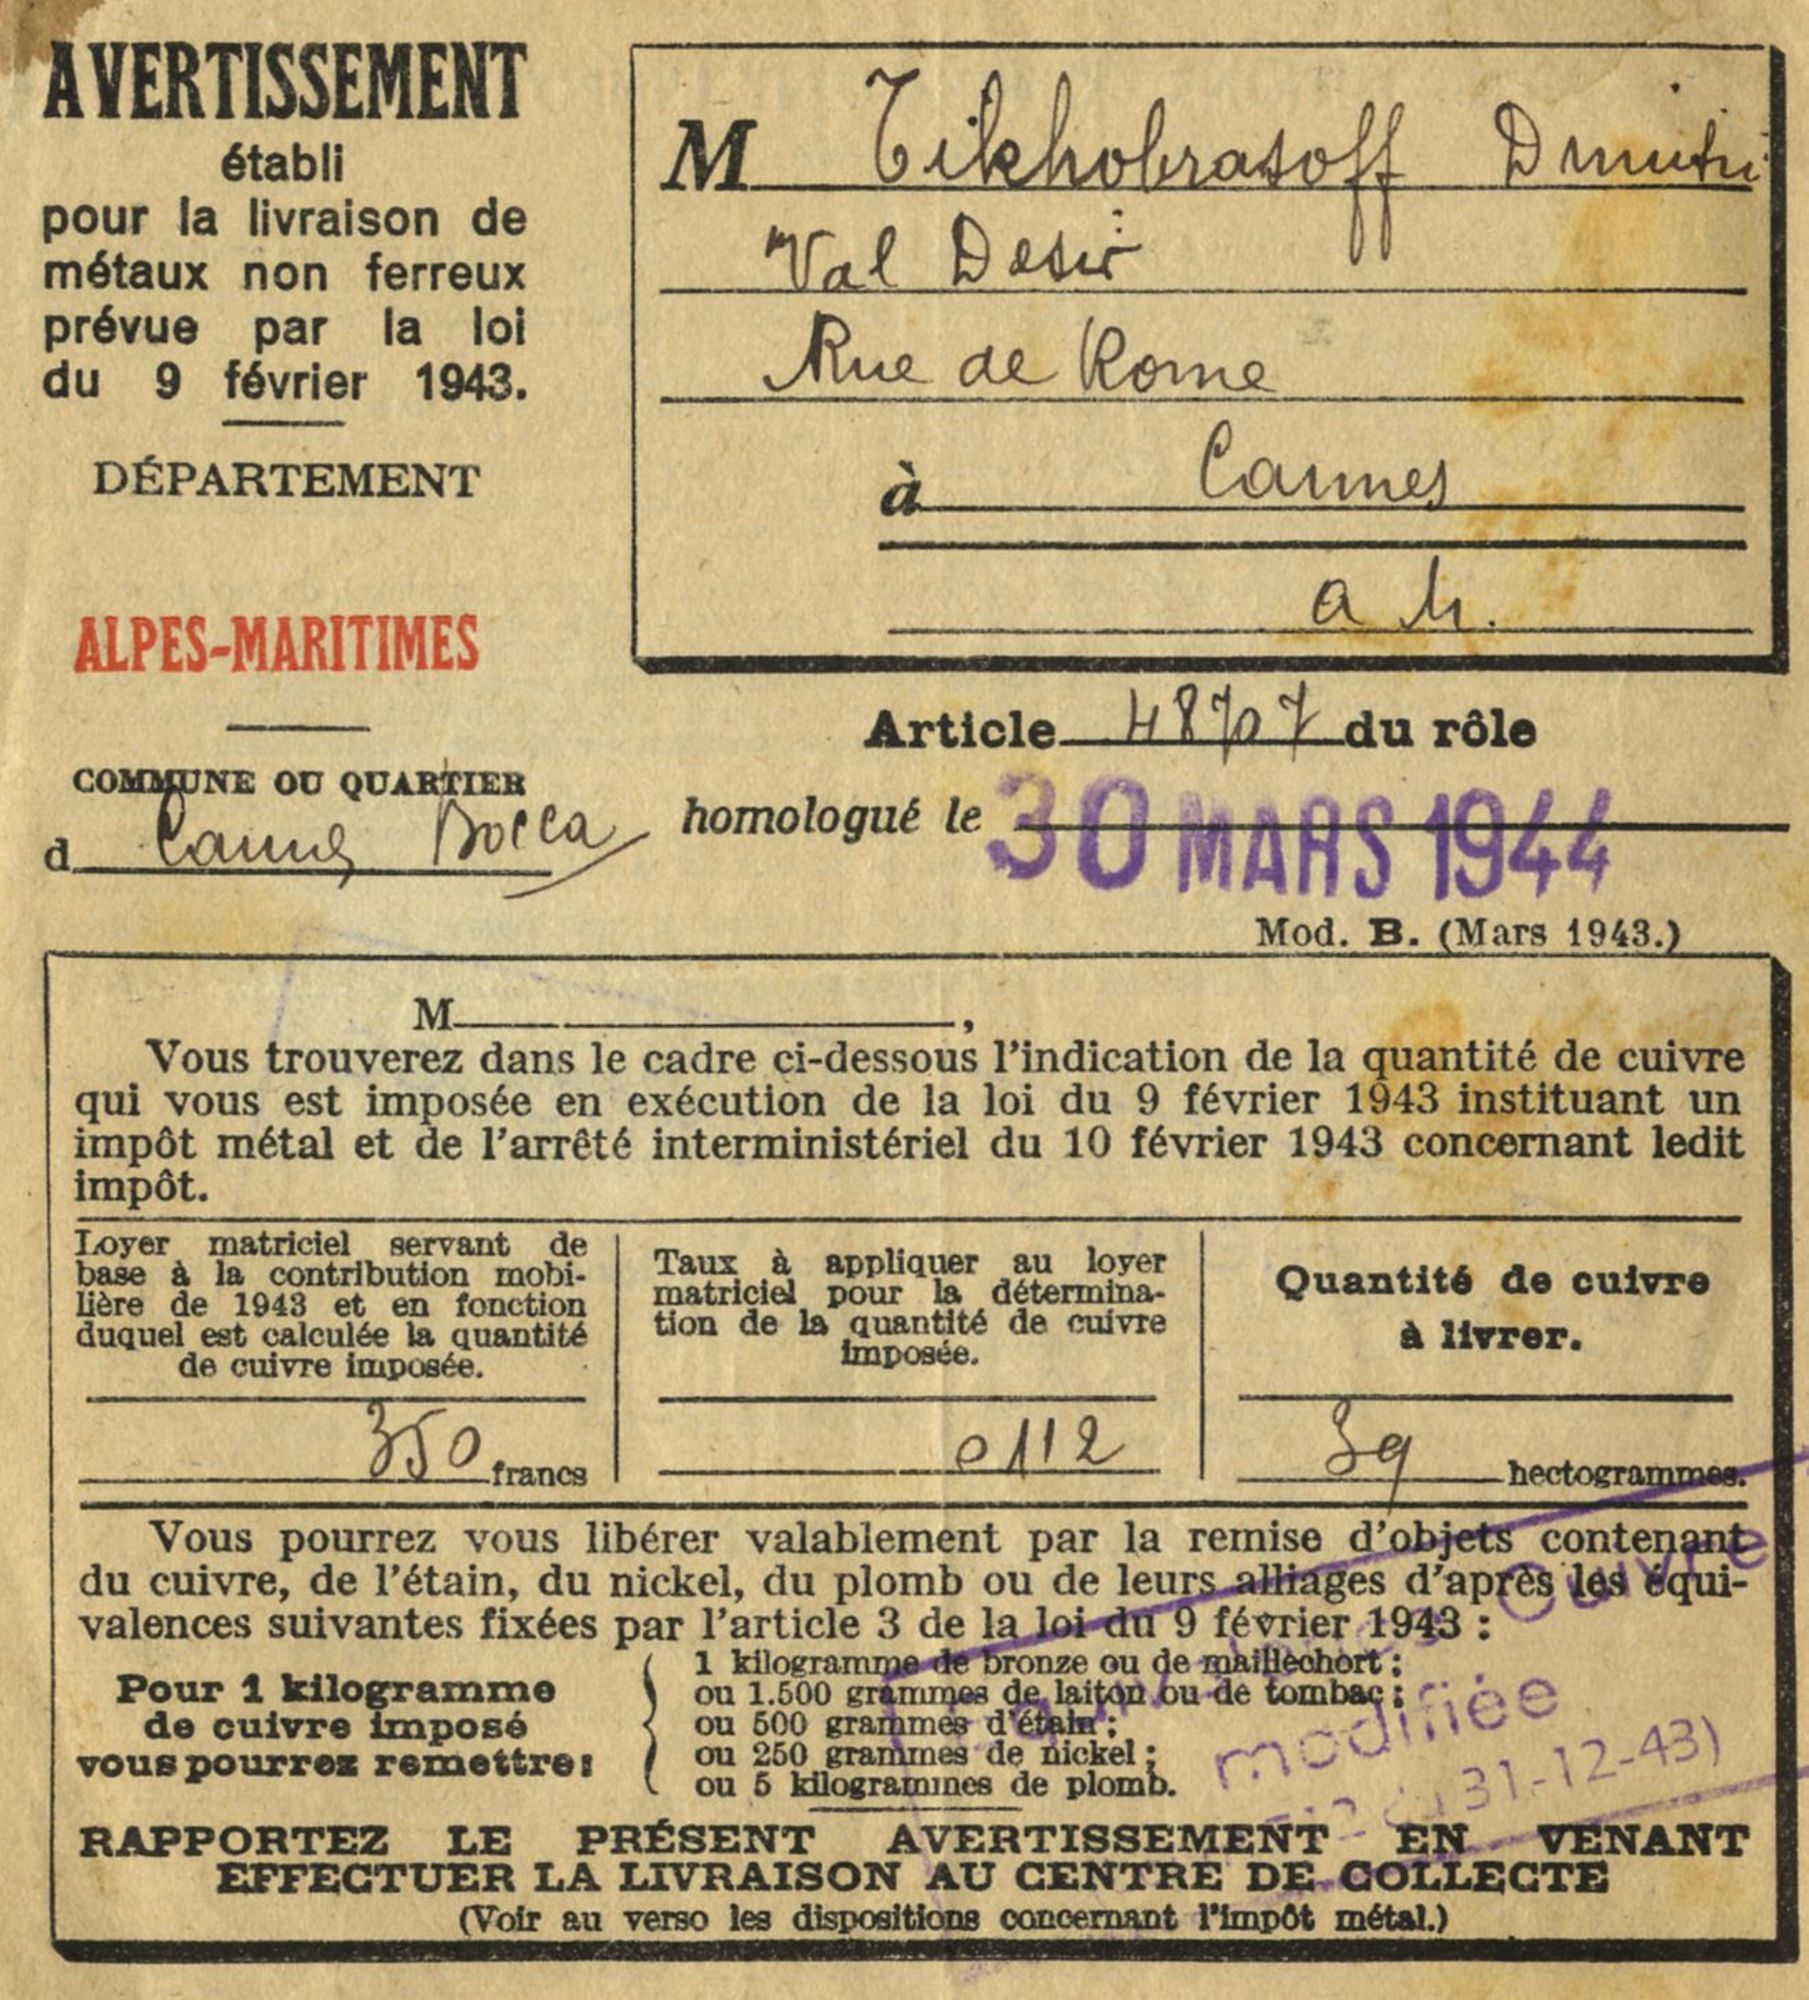 AVERTISSEMENT
établi
pour la livraison de
métaux non ferreux
prévue par la loi
du 9 février 1943.
DÉPARTEMENT
ALPES-MARITIMES
COMMUNE OU QUARTIER
d Cannes Bocca
M Tikhobrasoff Dmitri
Val Desir
Rue de Rome
à Cannes
a M.
Article 48707 du rôle
homologué le 30 MARS 1944
Mod. B. (Mars 1943.)
M ,
Vous trouverez dans le cadre ci-dessous l'indication de la quantité de cuivre
qui vous est imposée en exécution de la loi du 9 février 1943 instituant un
impôt métal et de l'arrêté interministériel du 10 février 1943 concernant ledit
impôt.
Loyer matriciel servant de
base à la contribution mobi-
lière de 1943 et en fonction
duquel est calculée la quantité
de cuivre imposée.
350 francs
Taux à appliquer au loyer
matriciel pour la détermina-
tion de la quantité de cuivre
imposée.
0112
Quantité de cuivre
à livrer.
39 hectogrammes.
Vous pourrez vous libérer valablement par la remise d'objets contenant
du cuivre, de l'étain, du nickel, du plomb ou de leurs alliages d'après les équi-
valences suivantes fixées par l'article 3 de la loi du 9 février 1943 :
Pour 1 kilogramme
de cuivre imposé
vous pourrez remettre:
1 kilogramme de bronze ou de maillechort ;
ou 1.500 grammes de laiton ou de tombac ;
ou 500 grammes d'étain ;
ou 250 grammes de nickel ;
ou 5 kilogrammes de plomb.
Cuivre
modifiée
31-12-43)
RAPPORTEZ LE PRÉSENT AVERTISSEMENT EN VENANT
EFFECTUER LA LIVRAISON AU CENTRE DE COLLECTE
(Voir au verso les dispositions concernant l'impôt métal.)